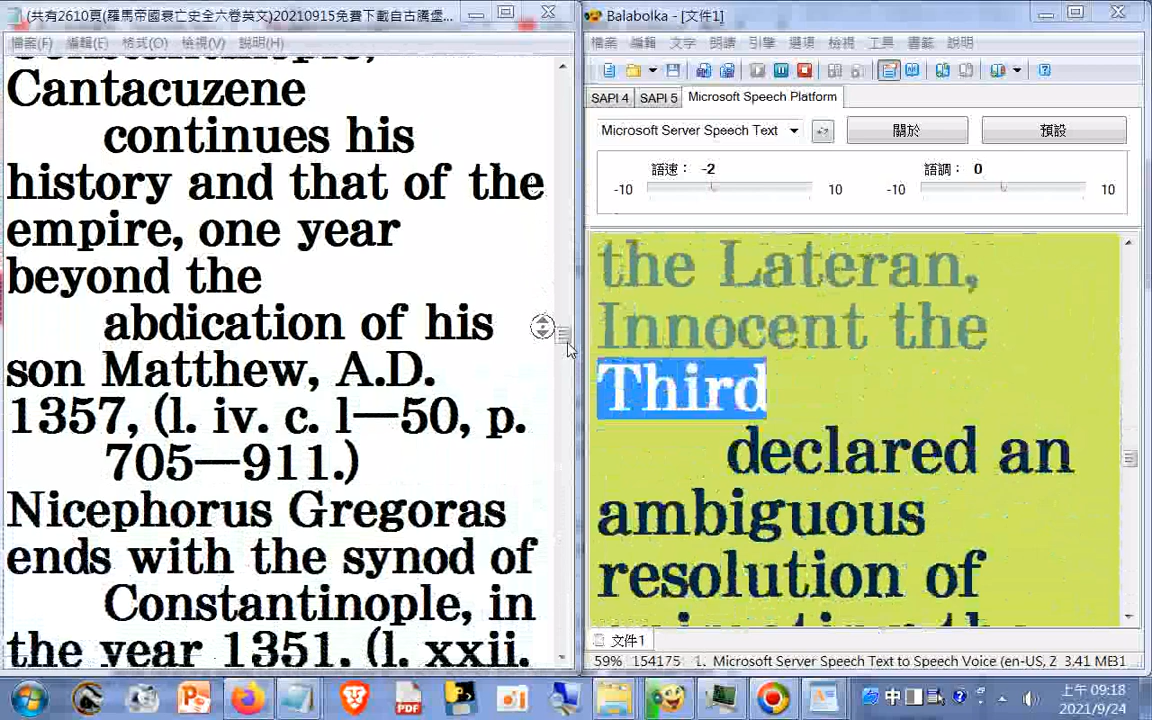 (共有2610頁(羅馬帝國衰亡史全六卷英文)20210915免費下載自古騰堡...
檔案(F) 編輯(E) 格式(O) 檢視(V) 說明(H)
Constantinople,
Cantacuzene
continues his
history and that of the
empire, one year
beyond the
abdication of his
son Matthew, A.D.
1357, (l. iv. c. l—50, p.
705—911.)
Nicephorus Gregoras
ends with the synod of
Constantinople, in
the year 1351. (l. xxii.
Balabolka - [文件1]
檔案 編輯 文字 朗讀 引擎 選項 檢視 工具 書籤 說明
SAPI 4 SAPI 5 Microsoft Speech Platform
Microsoft Server Speech Text 關於 預設
語速: -2 語調: 0
-10 10 -10 10
the Lateran,
Innocent the
Third
declared an
ambiguous
resolution of
文件1
59% 154175 1. Microsoft Server Speech Text to Speech Voice (en-US, Z 3,41 MB1
中
上午 09:18
2021/9/24